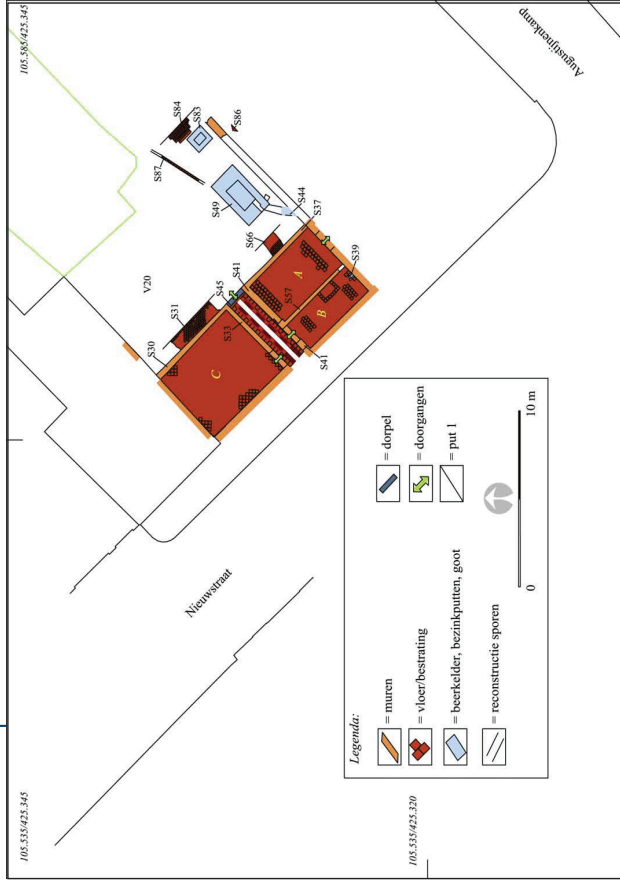 105.535/425.345
105.585/425.345
Augustijnenkamp
S84
S83
S86
S87
S49
S44
S37
S66
V20
S41
S45
S31
S57
S39
A
B
S33
S30
C
S41
Nieuwstraat
105.535/425.320
Legenda:
= muren
= dorpel
= vloer/bestrating
= doorgangen
= beerkelder, bezinkputten, goot
= put 1
= reconstructie sporen
0
10 m